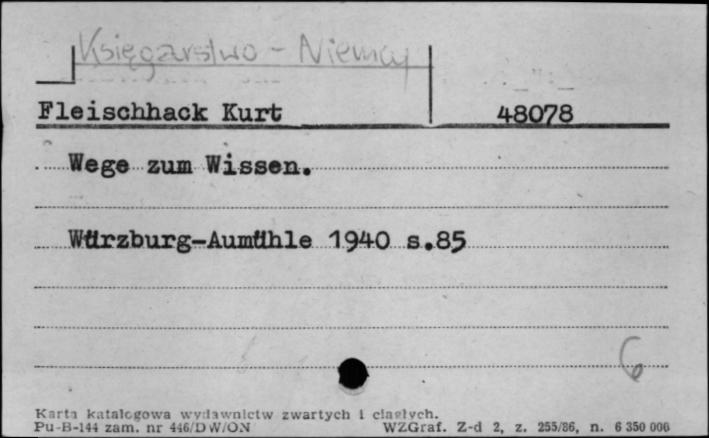 Księgarstwo - Niemcy
Fleischhack Kurt 48078
Wege zum Wissen.
Würzburg-Aumühle 1940 s.85
6
Karta katalogowa wydawnictw zwartych i ciągłych.
Pu-B-144 zam. nr 446/DW/ON WZGraf. Z-d 2, z. 255/86, n. 6 350 000